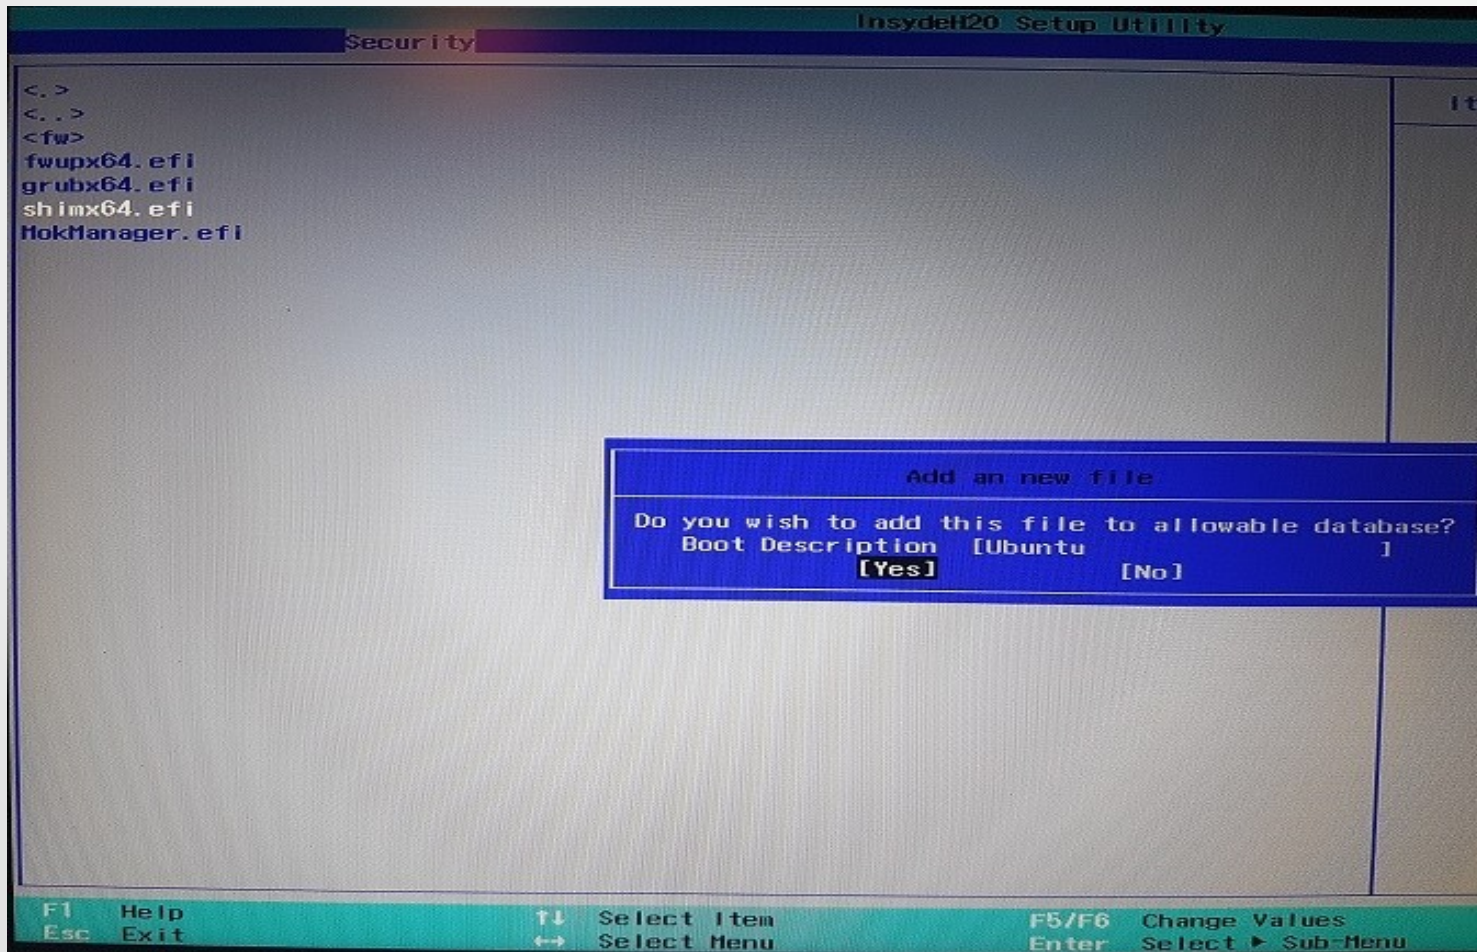 InsydeH20 Setup Utility
Security
<.>
<..>
<fw>
fwupx64.efi
grubx64.efi
shimx64.efi
MokManager.efi
It
Add an new file
Do you wish to add this file to allowable database?
Boot Description [Ubuntu ]
[Yes] [No]
F1 Help ↑↓ Select Item F5/F6 Change Values
Esc Exit ↔ Select Menu Enter Select ▶ Sub-Menu